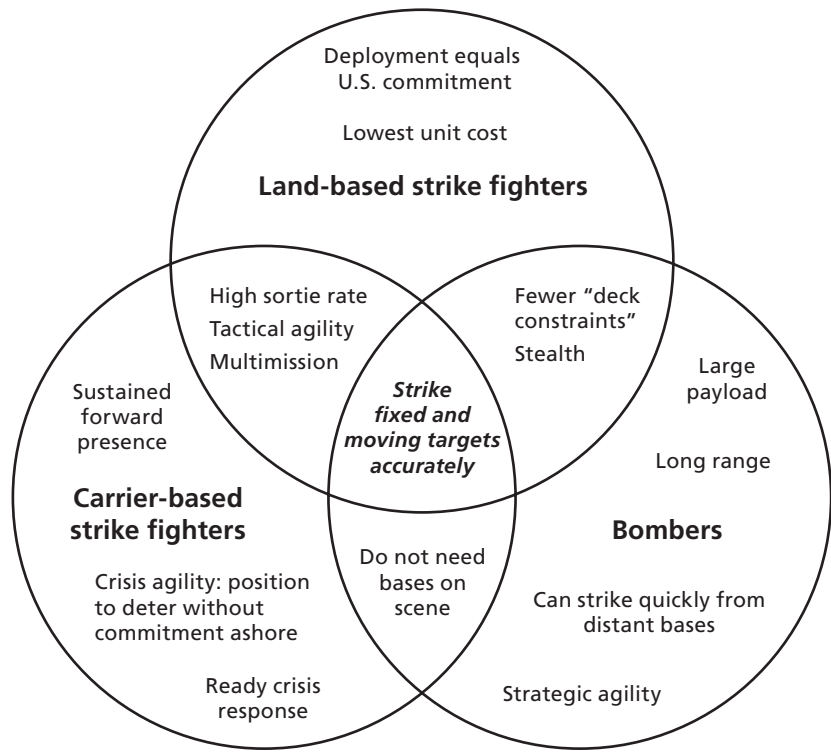 Deployment equals
U.S. commitment
Lowest unit cost
Land-based strike fighters
High sortie rate
Tactical agility
Multimission
Fewer “deck
constraints”
Stealth
Strike
fixed and
moving targets
accurately
Sustained
forward
presence
Large
payload
Long range
Carrier-based
strike fighters
Bombers
Do not need
bases on
scene
Crisis agility: position
to deter without
commitment ashore
Can strike quickly from
distant bases
Ready crisis
response
Strategic agility